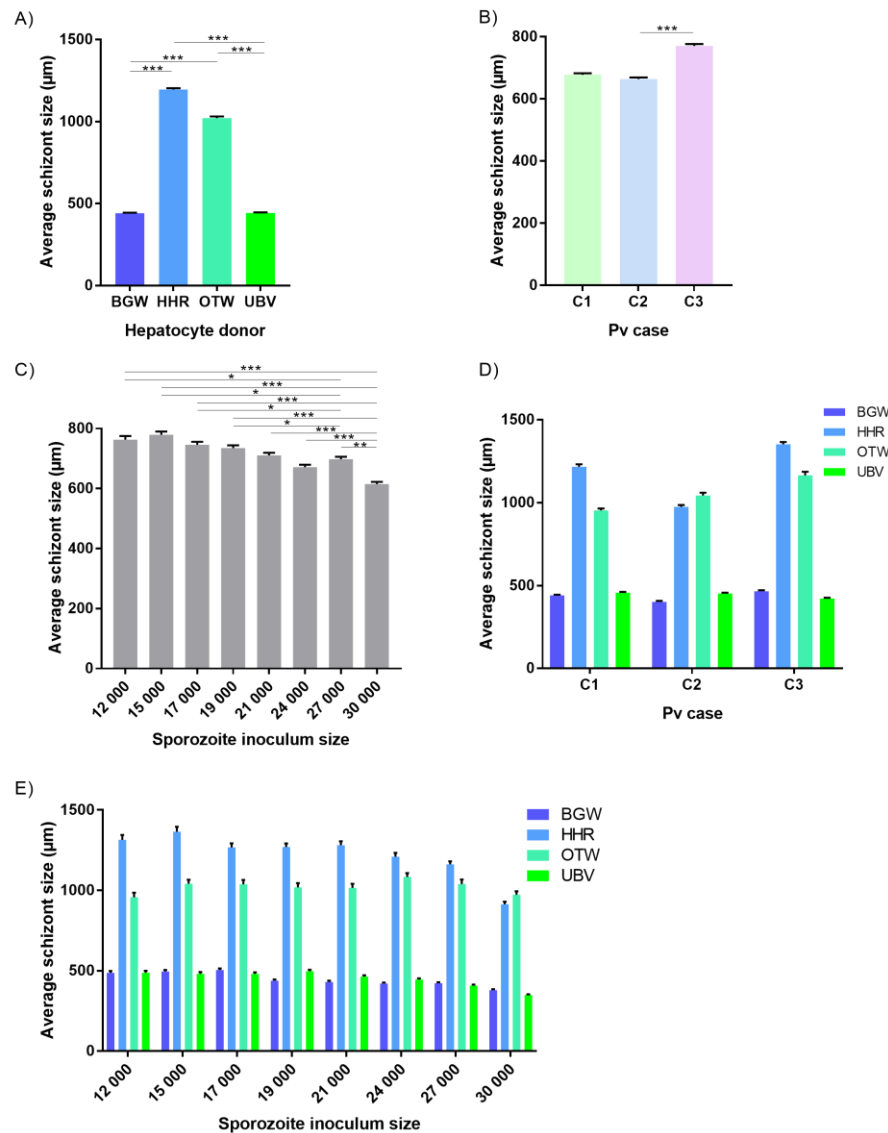 A)
Average schizont size (µm)
1500
1000
500
0
***
***
***
***
BGW HHR OTW UBV
Hepatocyte donor
B)
Average schizont size (µm)
800
600
400
200
0
***
C1 C2 C3
Pv case
C)
Average schizont size (µm)
800
600
400
200
0
***
*
***
*
***
*
***
*
***
***
**
12 000 15 000 17 000 19 000 21 000 24 000 27 000 30 000
Sporozoite inoculum size
D)
Average schizont size (µm)
1500
1000
500
0
BGW
HHR
OTW
UBV
C1 C2 C3
Pv case
E)
Average schizont size (µm)
1500
1000
500
0
BGW
HHR
OTW
UBV
12 000 15 000 17 000 19 000 21 000 24 000 27 000 30 000
Sporozoite inoculum size